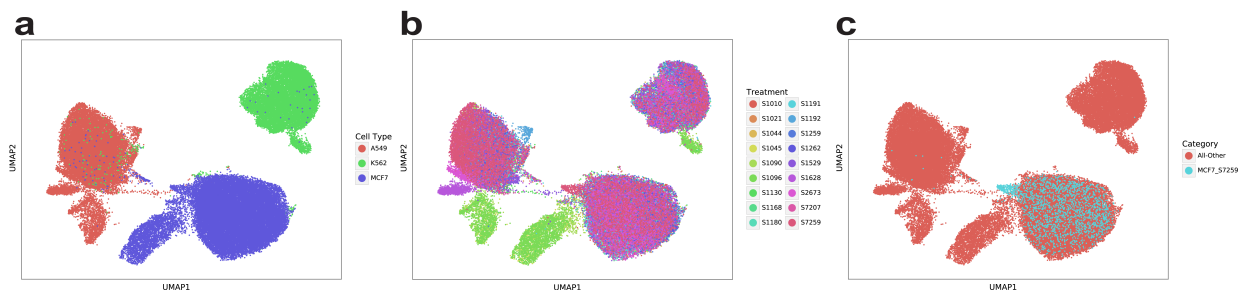 a
UMAP2
UMAP1
Cell Type
A549
K562
MCF7
b
UMAP2
UMAP1
Treatment
S1010 S1191
S1021 S1192
S1044 S1259
S1045 S1262
S1090 S1529
S1096 S1628
S1130 S2673
S1168 S7207
S1180 S7259
c
UMAP2
UMAP1
Category
All-Other
MCF7_S7259